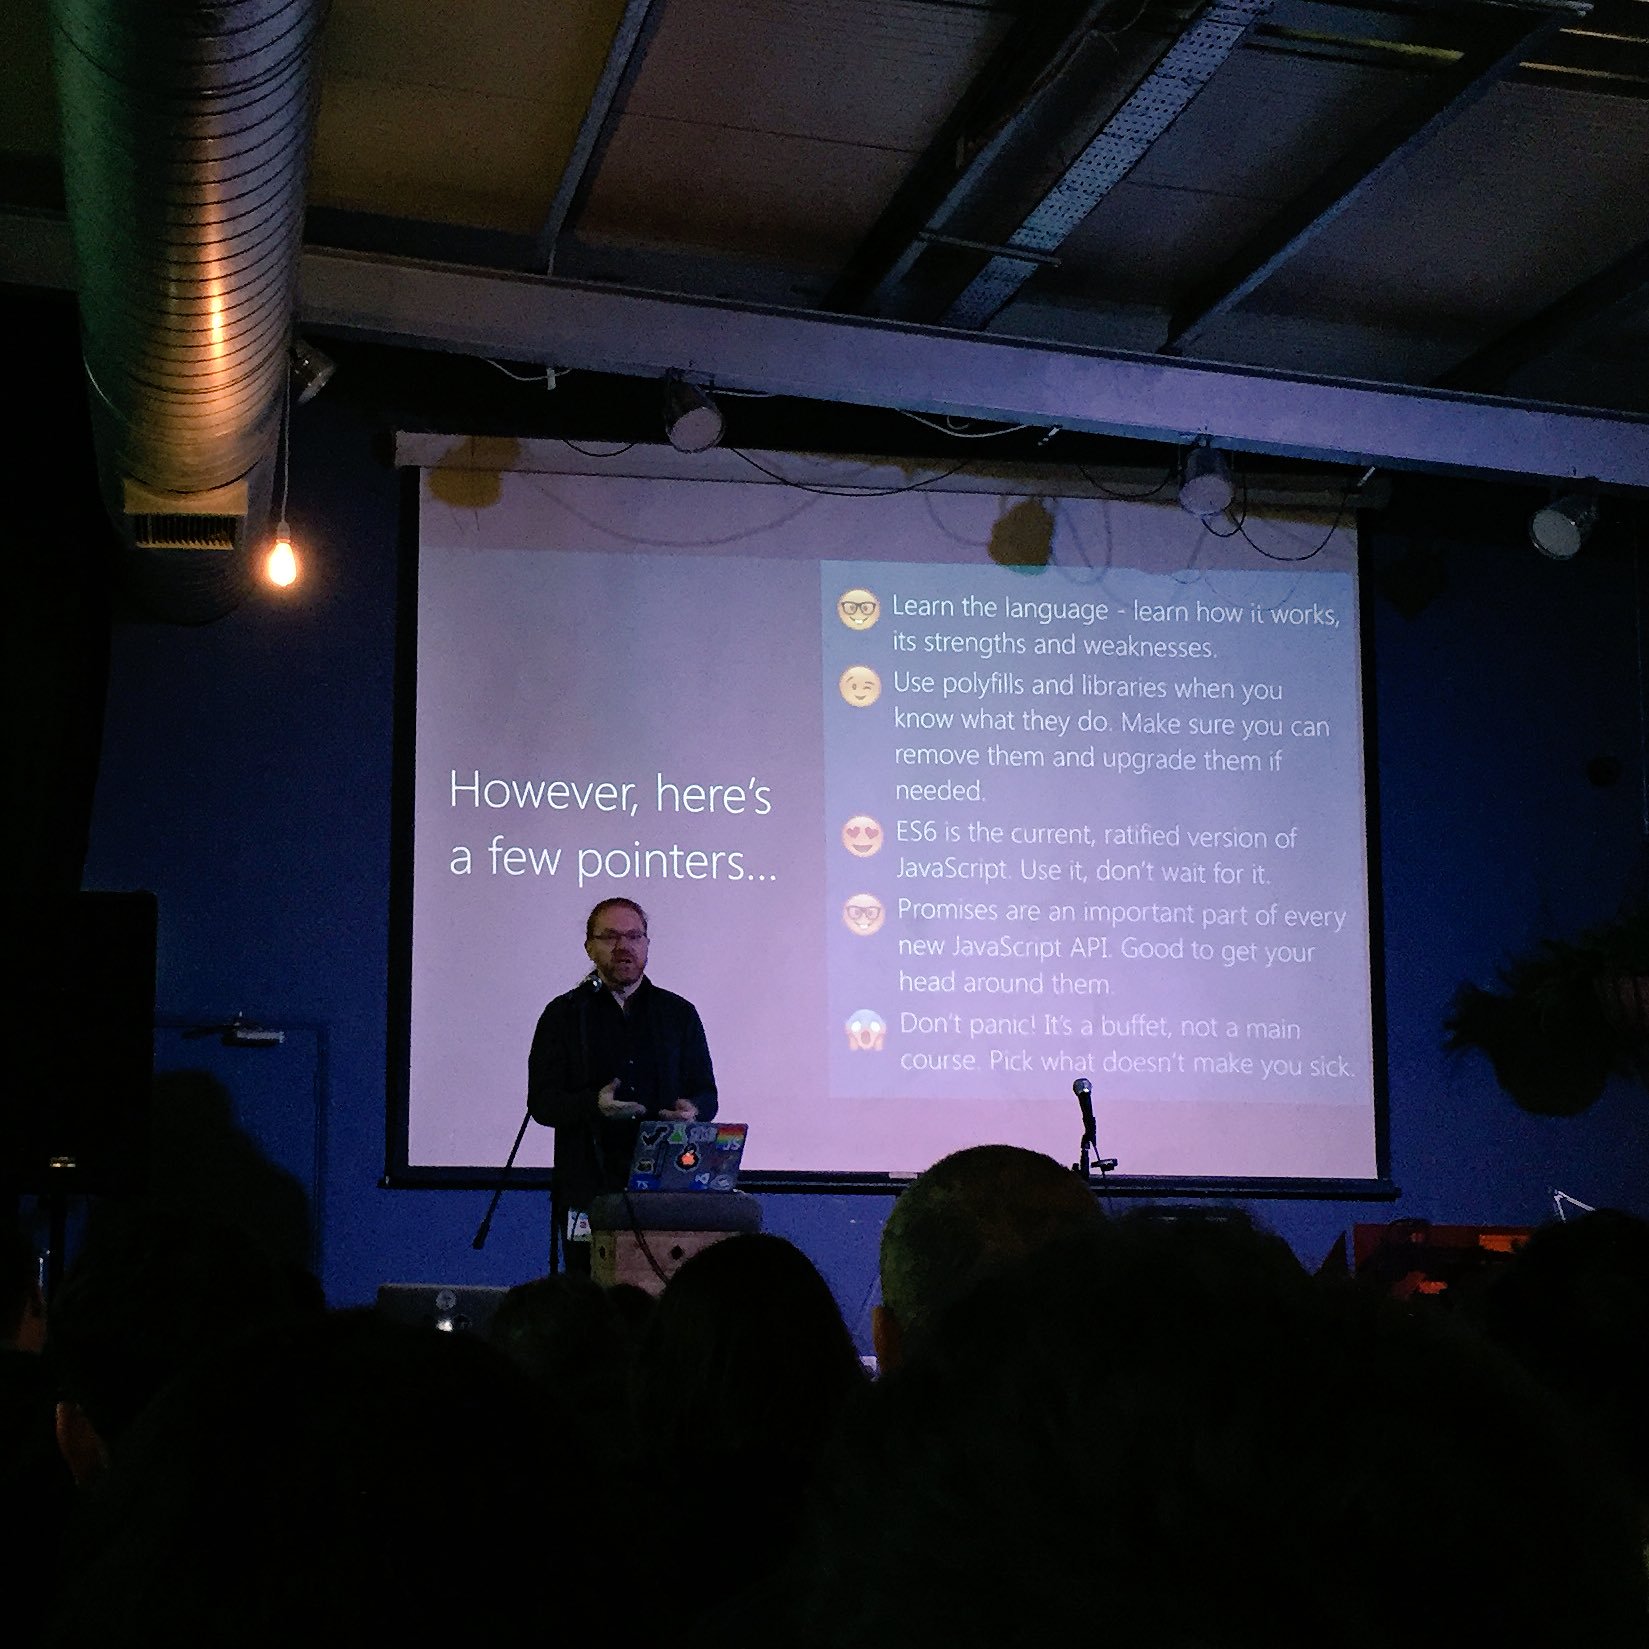 However, here's
a few pointers...
Learn the language - learn how it works,
its strengths and weaknesses.
Use polyfills and libraries when you
know what they do. Make sure you can
remove them and upgrade them if
needed.
ES6 is the current, ratified version of
JavaScript. Use it, don't wait for it.
Promises are an important part of every
new JavaScript API. Good to get your
head around them.
Don't panic! It's a buffet, not a main
course. Pick what doesn't make you sick.
JS
TS